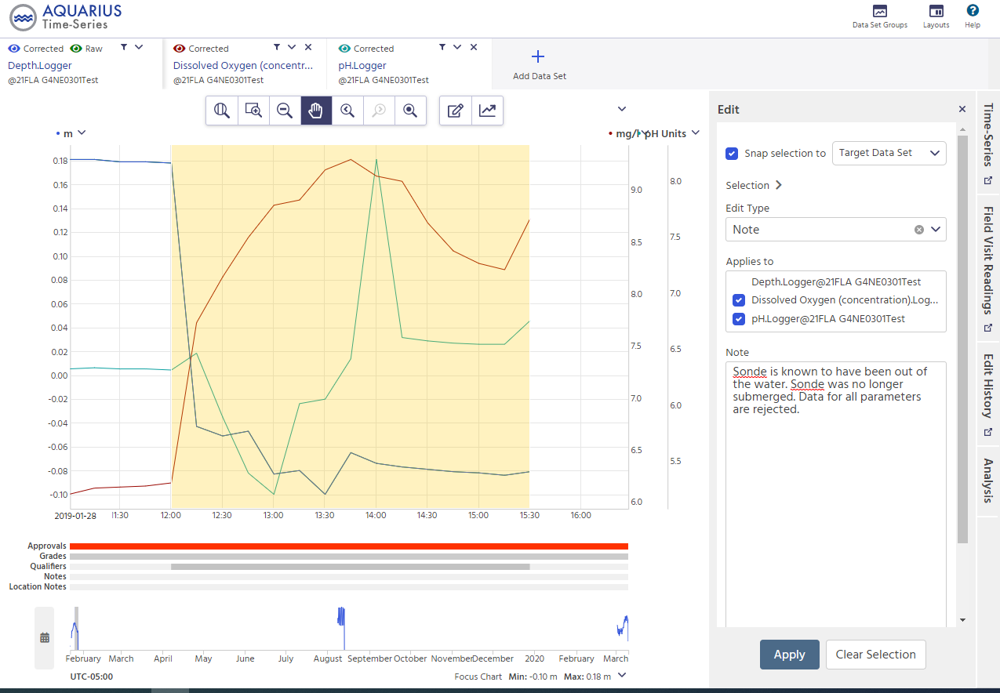 AQUARIUS
Time-Series
Data Set Groups
Layouts
Help
Corrected Raw
Depth.Logger
@21FLA G4NE0301Test
Corrected
Dissolved Oxygen (concentr...
@21FLA G4NE0301Test
Corrected
pH.Logger
@21FLA G4NE0301Test
Add Data Set
m
mg/l
pH Units
0.18
0.16
0.14
0.12
0.10
0.08
0.06
0.04
0.02
0.00
-0.02
-0.04
-0.06
-0.08
-0.10
9.0
8.5
8.0
7.5
7.0
6.5
6.0
8.0
7.5
7.0
6.5
6.0
5.5
2019-01-28 11:30 12:00 12:30 13:00 13:30 14:00 14:30 15:00 15:30 16:00
Approvals
Grades
Qualifiers
Notes
Location Notes
February March April May June July August September October November December 2020 February March
UTC-05:00
Focus Chart Min: -0.10 m Max: 0.18 m
Edit
Snap selection to Target Data Set
Selection
Edit Type
Note
Applies to
Depth.Logger@21FLA G4NE0301Test
Dissolved Oxygen (concentration).Log...
pH.Logger@21FLA G4NE0301Test
Note
Sonde is known to have been out of
the water. Sonde was no longer
submerged. Data for all parameters
are rejected.
Apply
Clear Selection
Time-Series
Field Visit Readings
Edit History
Analysis